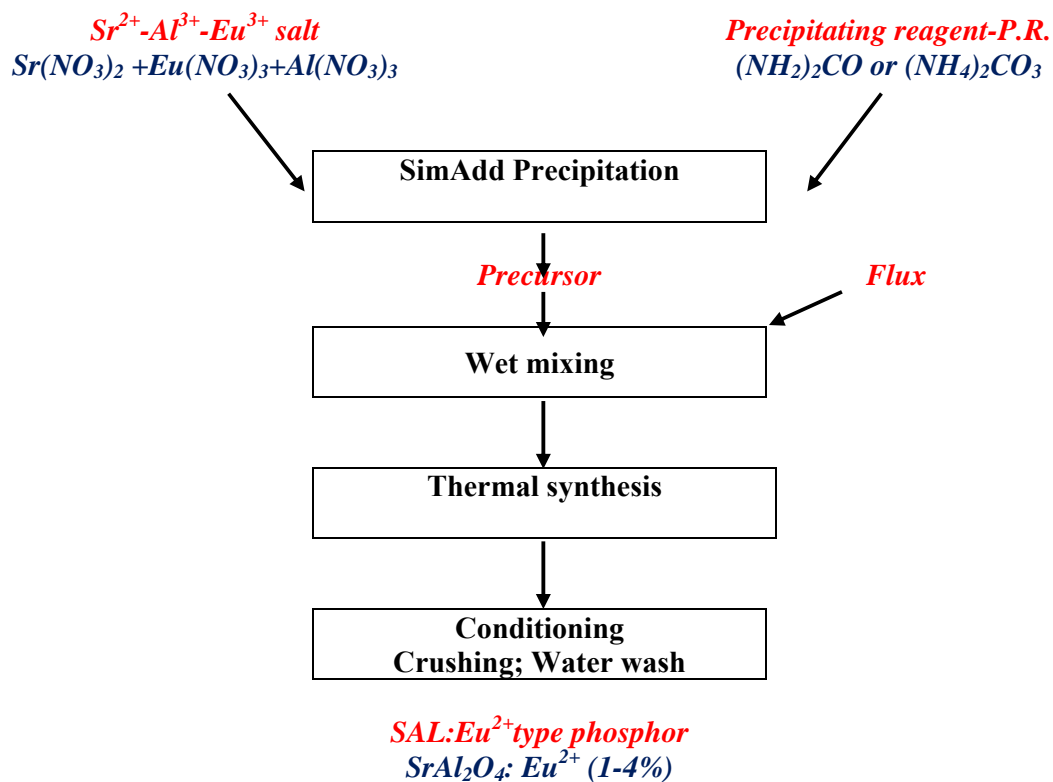 Sr²⁺-Al³⁺-Eu³⁺ salt
Sr(NO₃)₂ +Eu(NO₃)₃+Al(NO₃)₃
Precipitating reagent-P.R.
(NH₂)₂CO or (NH₄)₂CO₃
SimAdd Precipitation
Precursor
Flux
Wet mixing
Thermal synthesis
Conditioning
Crushing; Water wash
SAL:Eu²⁺type phosphor
SrAl₂O₄: Eu²⁺ (1-4%)